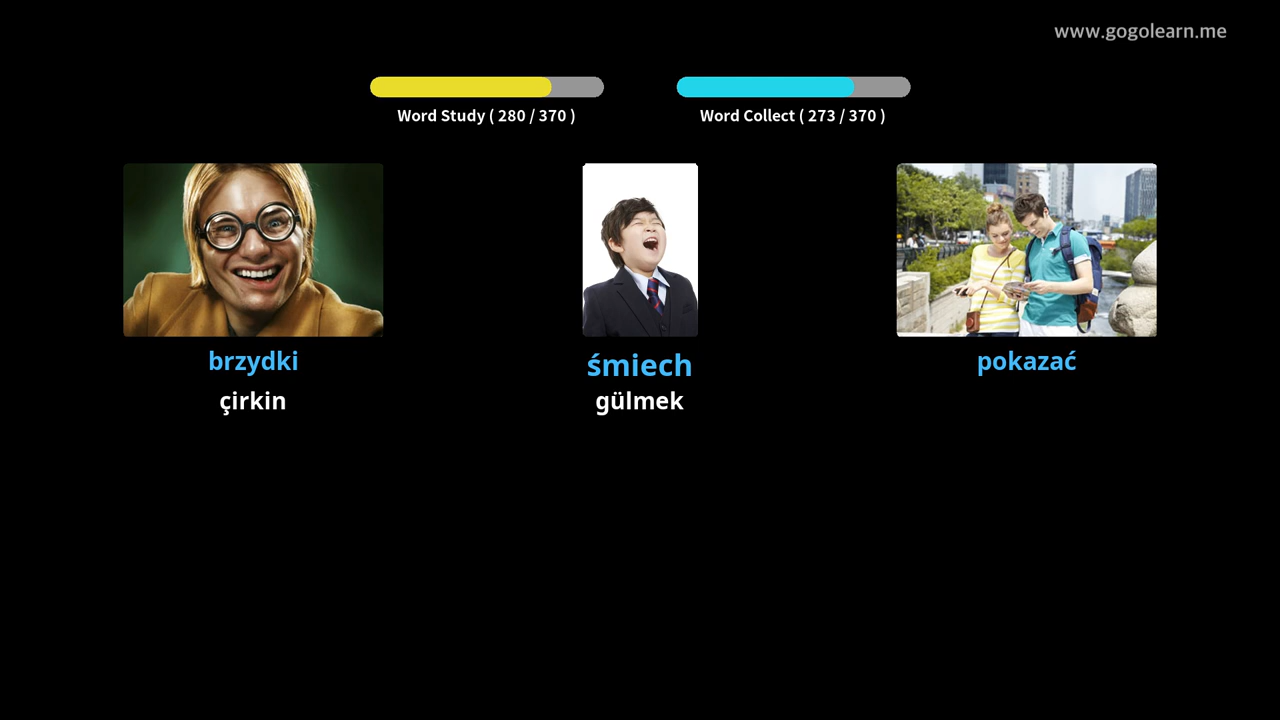 www.gogolearn.me
Word Study ( 280 / 370 )
Word Collect ( 273 / 370 )
brzydki
çirkin
śmiech
gülmek
pokazać